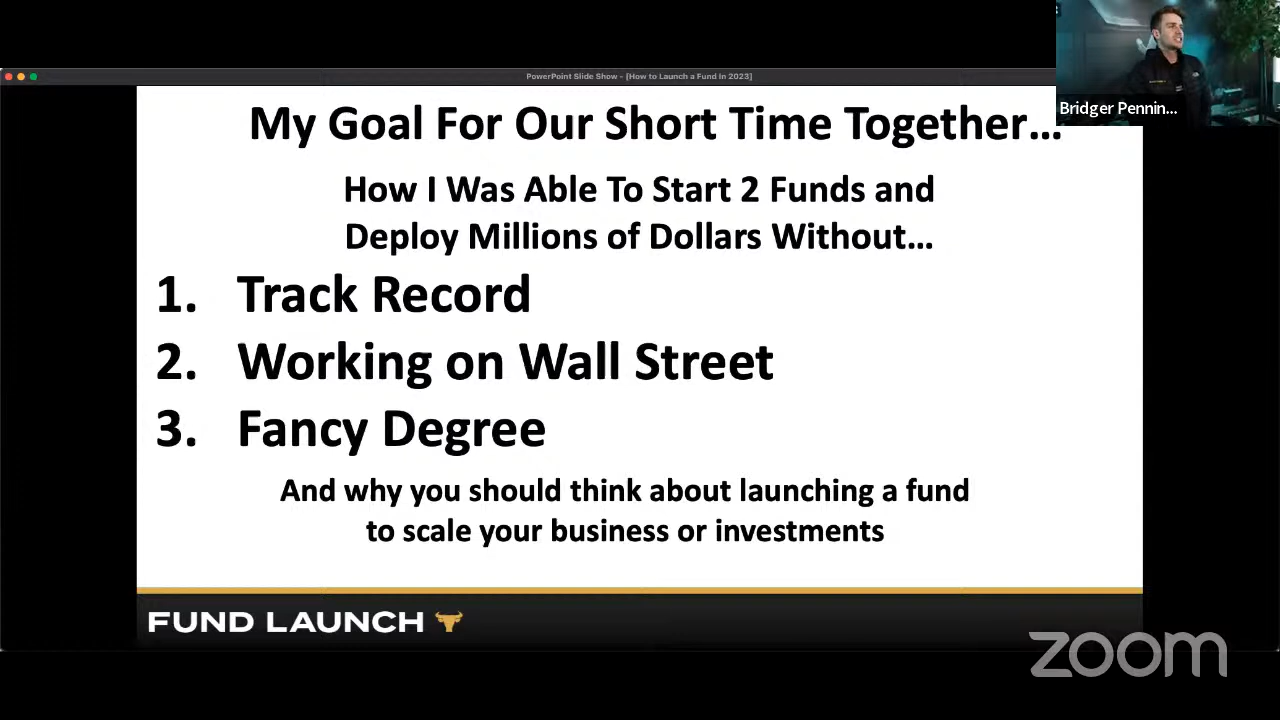 PowerPoint Slide Show - [How to Launch a Fund In 2023]
My Goal For Our Short Time Together...
Bridger Pennin...
How I Was Able To Start 2 Funds and
Deploy Millions of Dollars Without...
1. Track Record
2. Working on Wall Street
3. Fancy Degree
And why you should think about launching a fund
to scale your business or investments
FUND LAUNCH
zoom